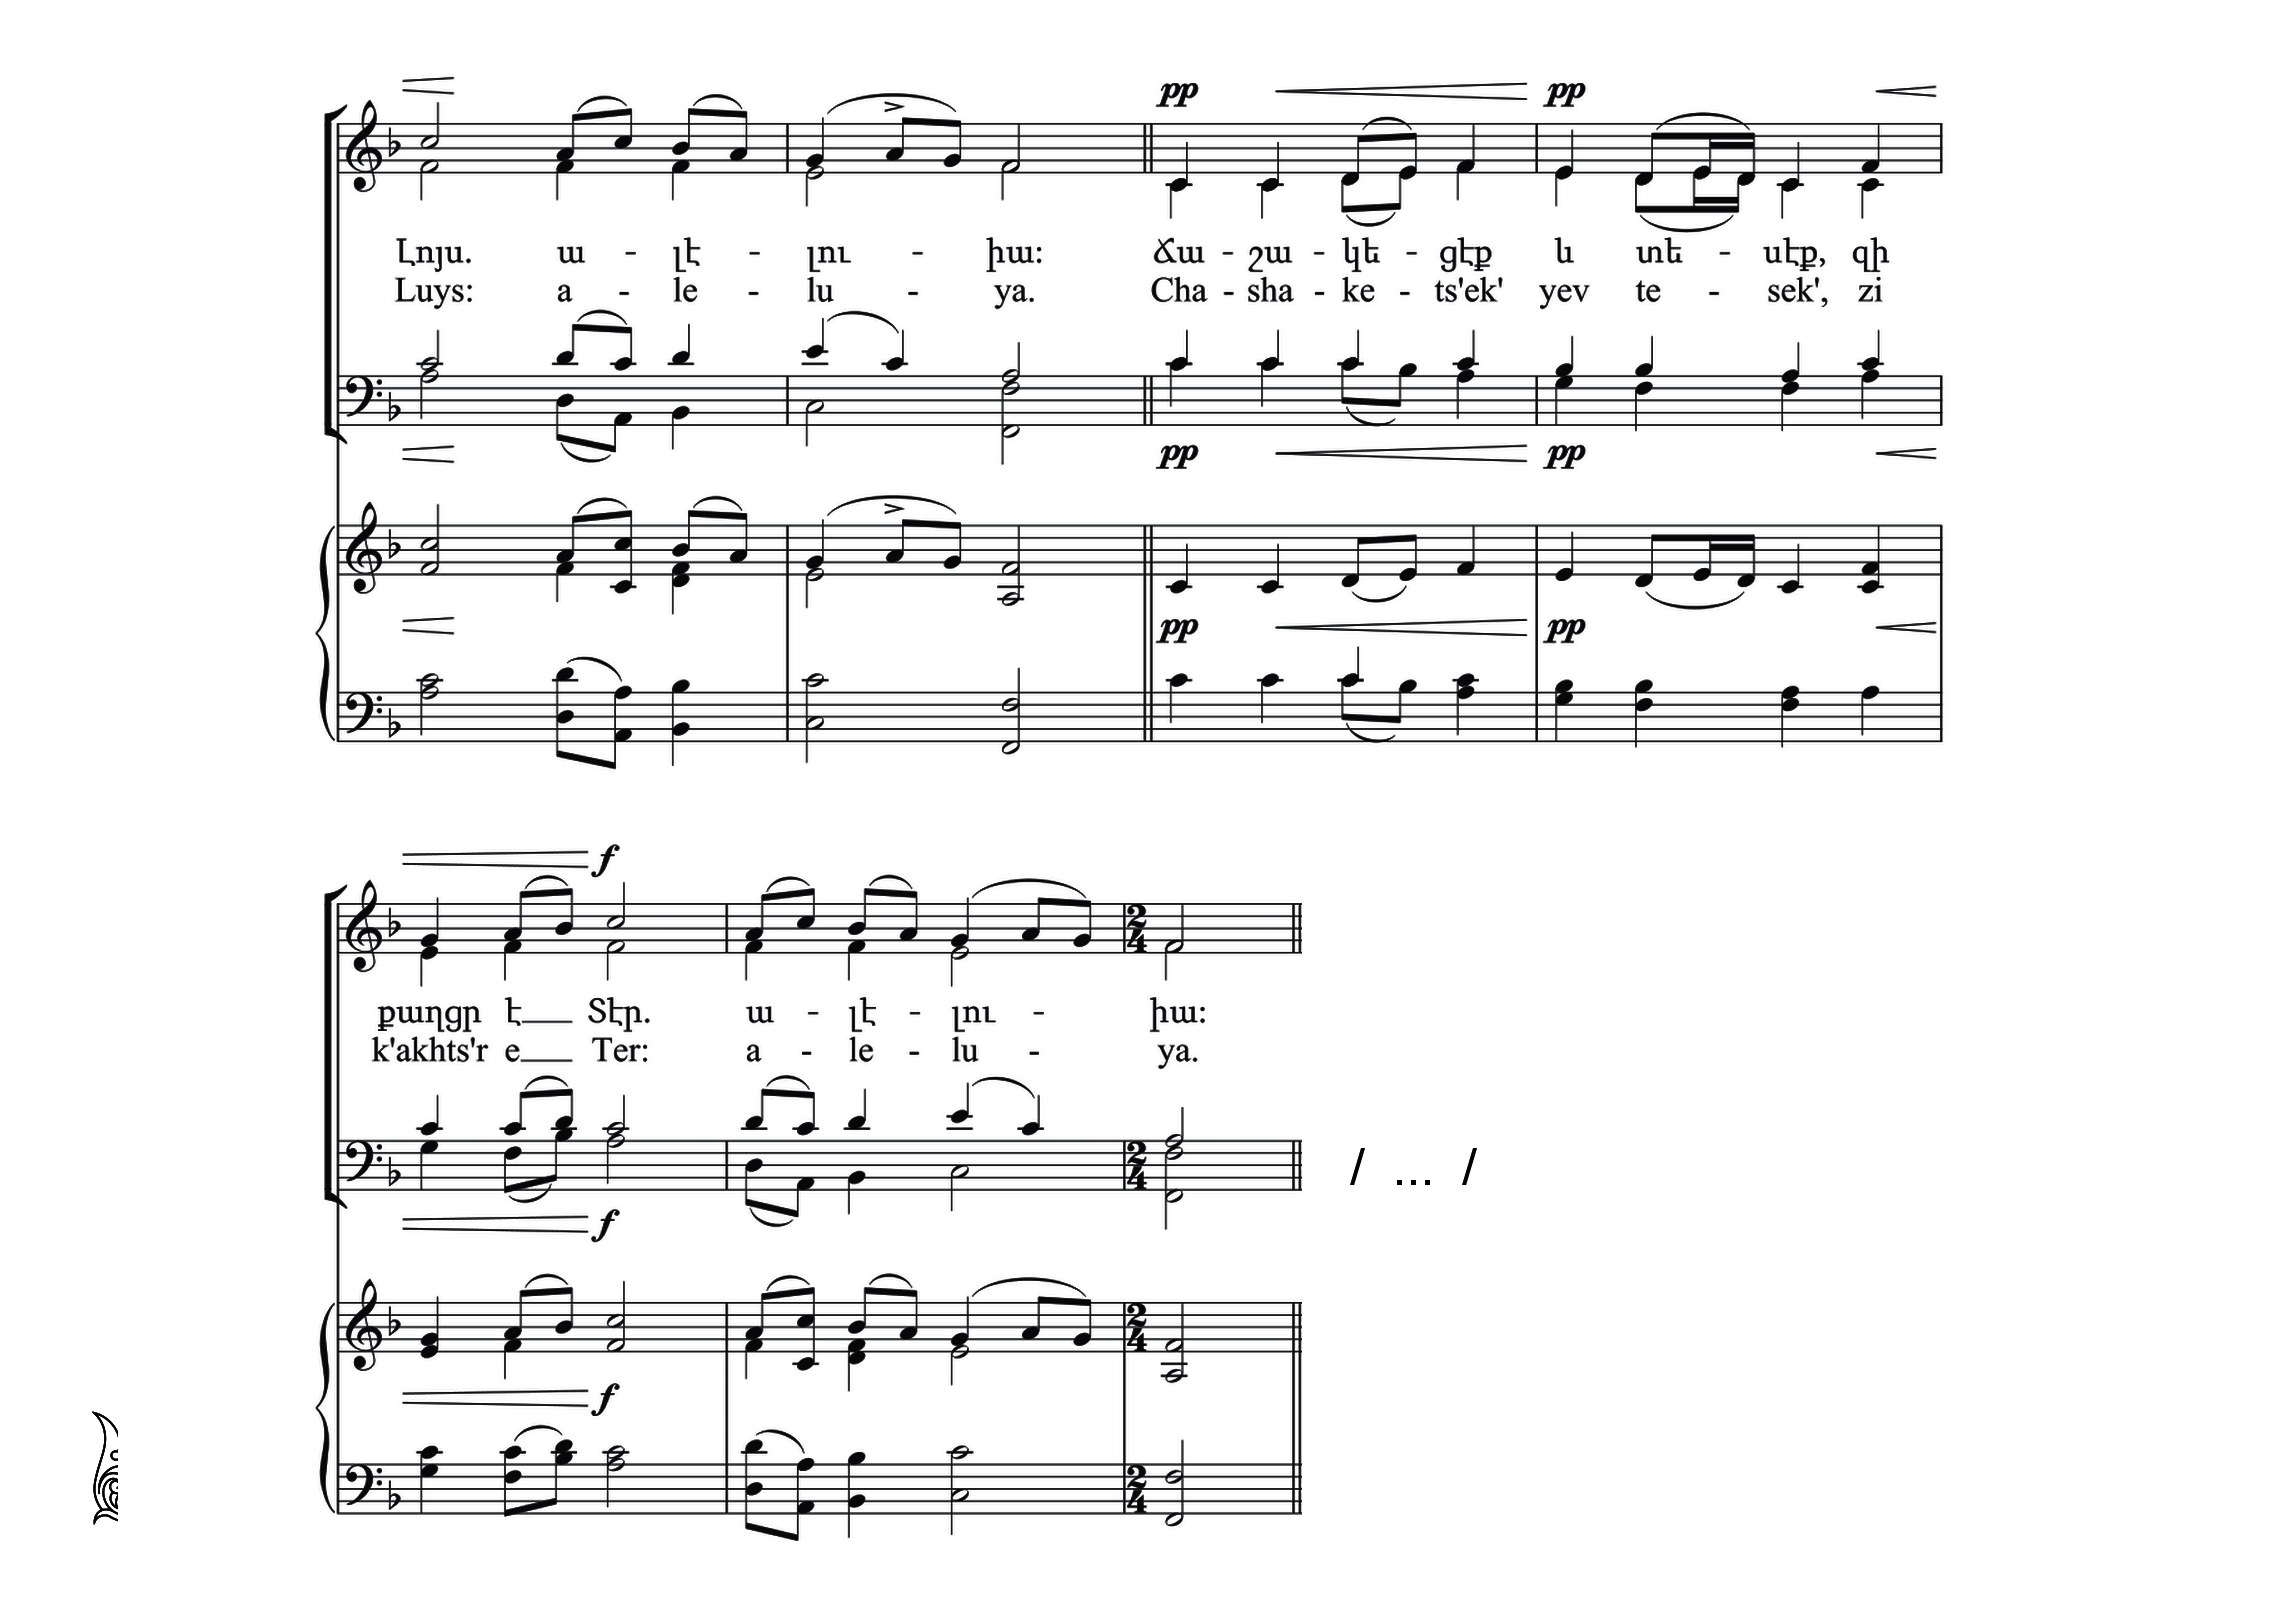 pp pp
Լոյս. ա - լէ - լու - իա: Ճա - շա - կե - ցէք և տե - սէք, զի
Luys: a - le - lu - ya. Cha - sha - ke - ts'ek' yev te - sek', zi
pp pp
pp pp
f
քաղցր է__ Տէր. ա - լէ - լու - իա:
k'akhts'r e__ Ter: a - le - lu - ya.
/ ... /
f
f